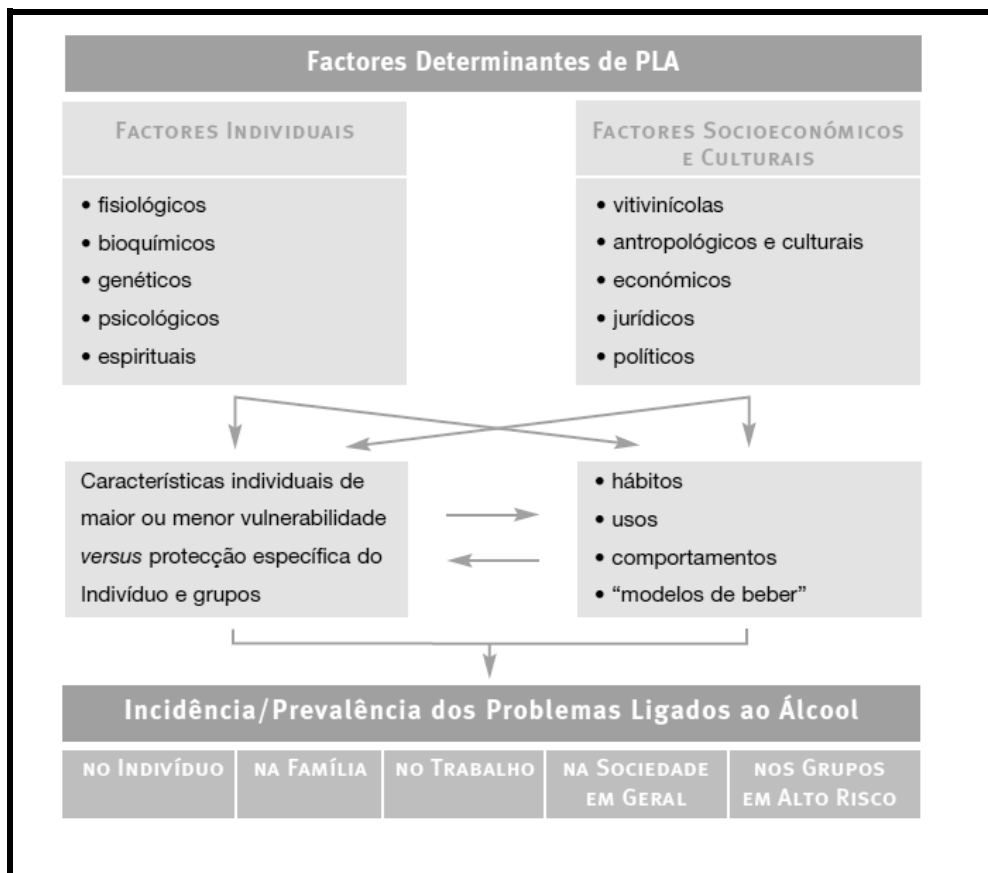 Factores Determinantes de PLA
Factores Individuais
• fisiológicos
• bioquímicos
• genéticos
• psicológicos
• espirituais
Factores Socioeconómicos
e Culturais
• vitivinícolas
• antropológicos e culturais
• económicos
• jurídicos
• políticos
Características individuais de
maior ou menor vulnerabilidade
versus protecção específica do
Indivíduo e grupos
• hábitos
• usos
• comportamentos
• “modelos de beber”
Incidência/Prevalência dos Problemas Ligados ao Álcool
no Indivíduo
na Família
no Trabalho
na Sociedade
em Geral
nos Grupos
em Alto Risco